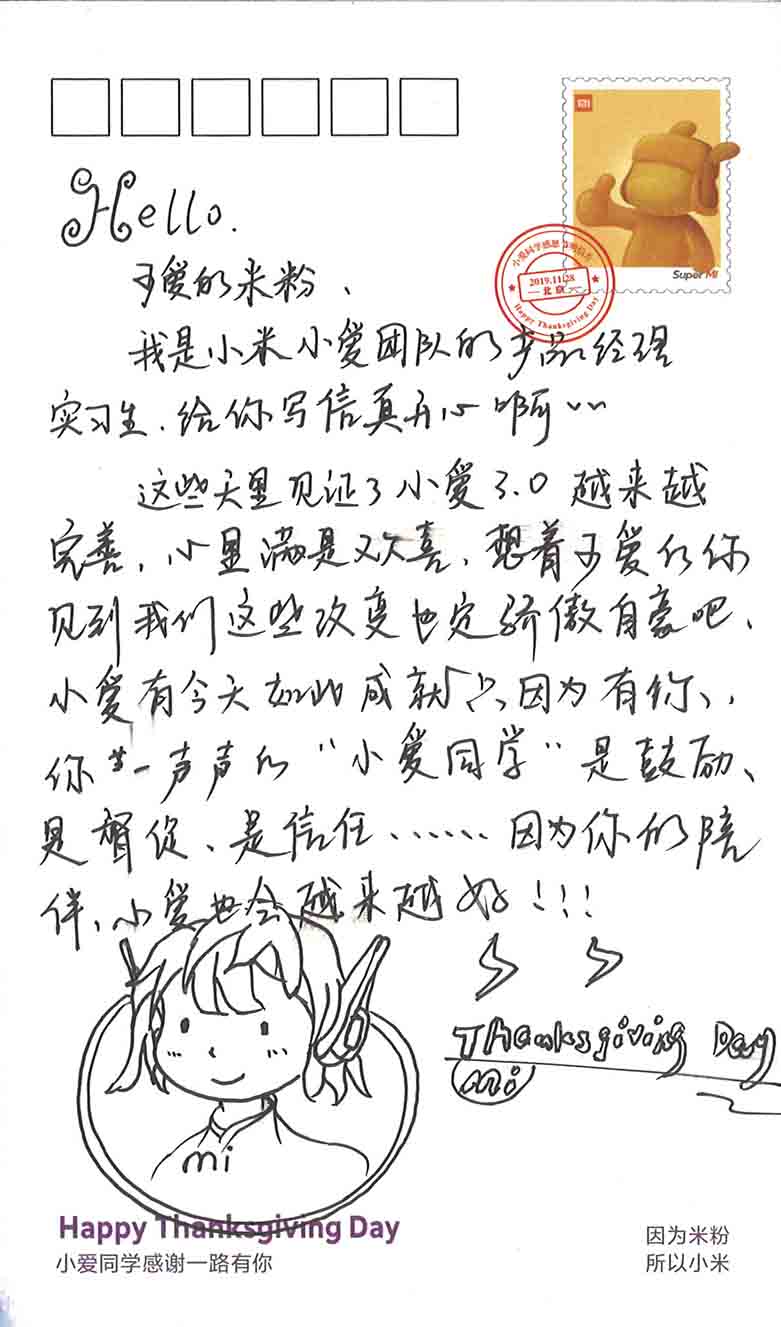 MI
Super MI
小爱同学感恩节明信片
2019.11.28
北京
Happy Thanksgiving Day
Hello.
可爱的米粉、
我是小米小爱团队的产品经理
实习生.给你写信真开心啊
这些天里见证了小爱3.0 越来越
完善,心里满是欢喜,想着可爱的你
见到我们这些改变也定骄傲自豪吧、
小爱有今天如此成就只因为有你、,
你一声声的“小爱同学”是鼓励、
是督促、是信任......因为你的陪
伴,小爱也会越来越好!!!
Thanksgiving Day
mi
mi
Happy Thanksgiving Day
小爱同学感谢一路有你
因为米粉
所以小米